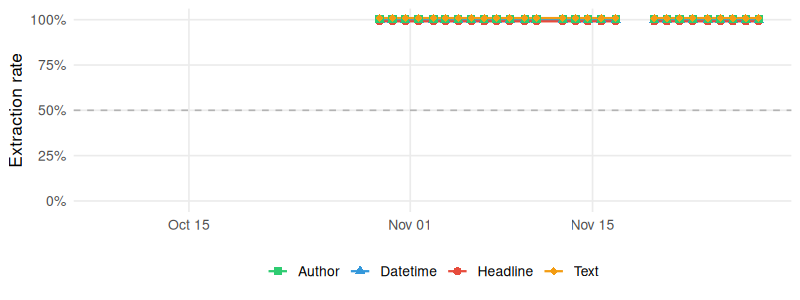 Extraction rate
100%
75%
50%
25%
0%
Oct 15
Nov 01
Nov 15
Author
Datetime
Headline
Text